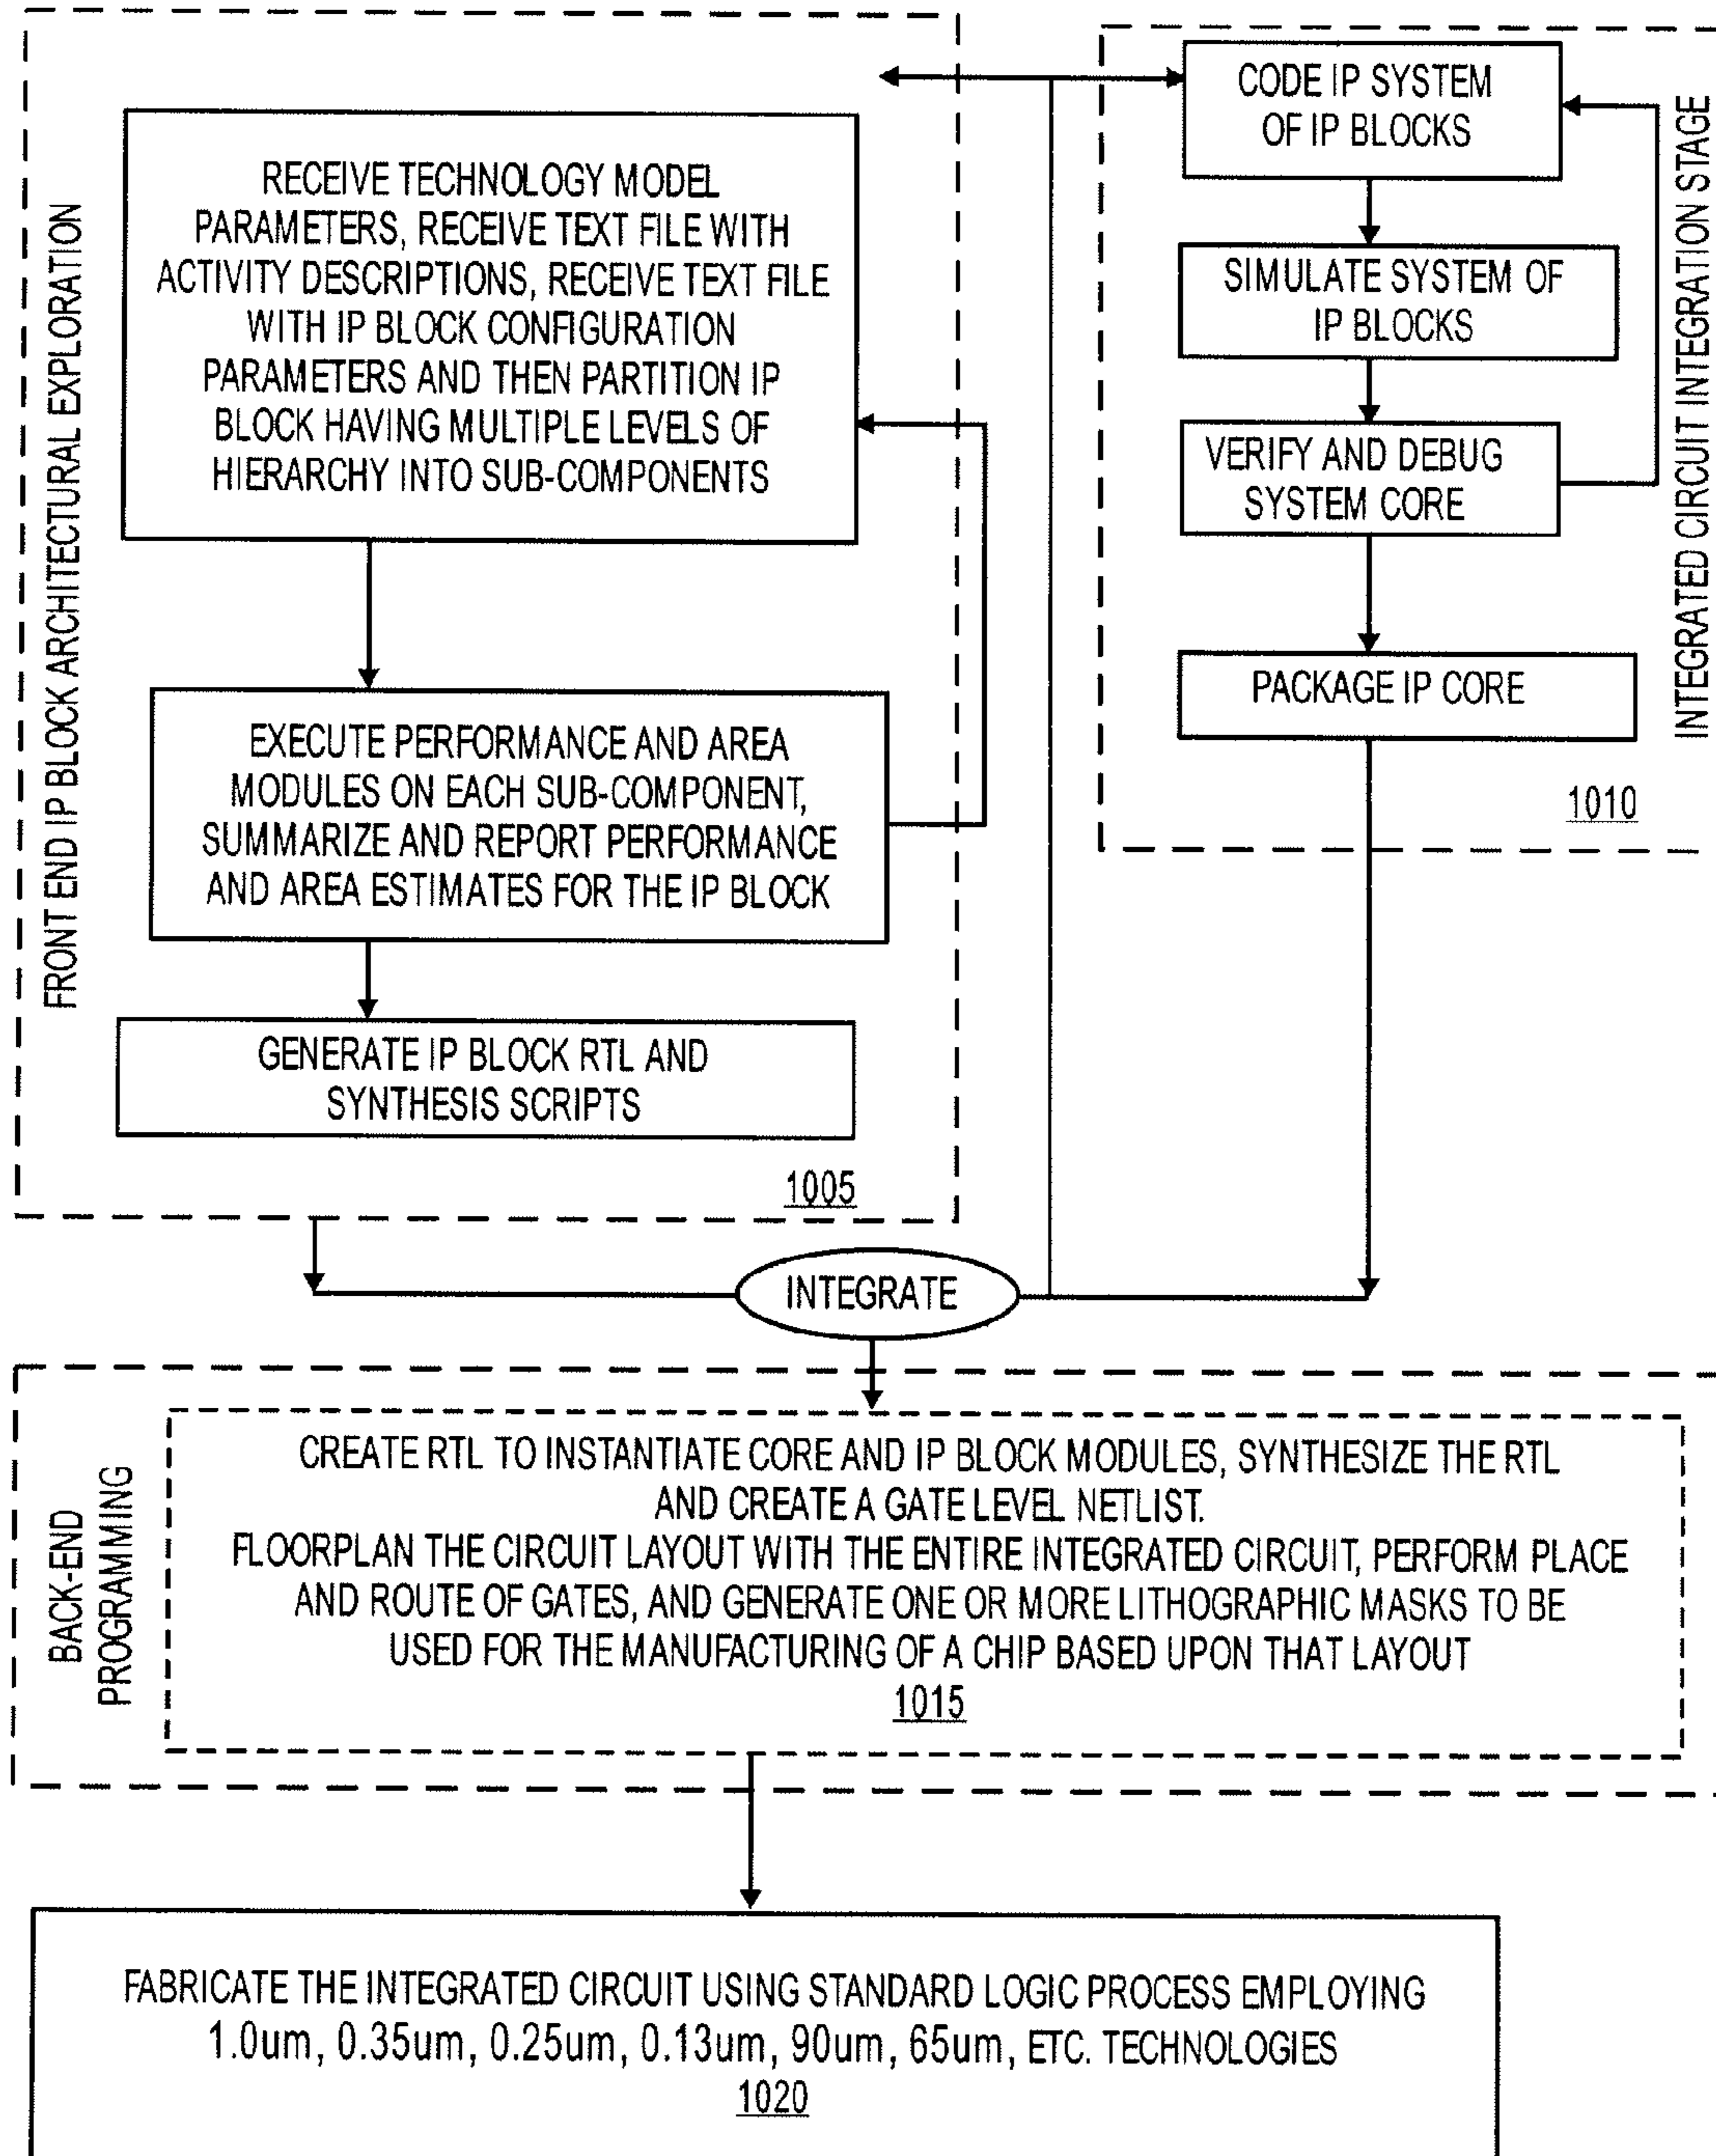 FRONT END IP BLOCK ARCHITECTURAL EXPLORATION
RECEIVE TECHNOLOGY MODEL
PARAMETERS, RECEIVE TEXT FILE WITH
ACTIVITY DESCRIPTIONS, RECEIVE TEXT FILE
WITH IP BLOCK CONFIGURATION
PARAMETERS AND THEN PARTITION IP
BLOCK HAVING MULTIPLE LEVELS OF
HIERARCHY INTO SUB-COMPONENTS
EXECUTE PERFORMANCE AND AREA
MODULES ON EACH SUB-COMPONENT,
SUMMARIZE AND REPORT PERFORMANCE
AND AREA ESTIMATES FOR THE IP BLOCK
GENERATE IP BLOCK RTL AND
SYNTHESIS SCRIPTS
1005
CODE IP SYSTEM
OF IP BLOCKS
SIMULATE SYSTEM OF
IP BLOCKS
VERIFY AND DEBUG
SYSTEM CORE
PACKAGE IP CORE
1010
INTEGRATED CIRCUIT INTEGRATION STAGE
INTEGRATE
BACK-END
PROGRAMMING
CREATE RTL TO INSTANTIATE CORE AND IP BLOCK MODULES, SYNTHESIZE THE RTL
AND CREATE A GATE LEVEL NETLIST.
FLOORPLAN THE CIRCUIT LAYOUT WITH THE ENTIRE INTEGRATED CIRCUIT, PERFORM PLACE
AND ROUTE OF GATES, AND GENERATE ONE OR MORE LITHOGRAPHIC MASKS TO BE
USED FOR THE MANUFACTURING OF A CHIP BASED UPON THAT LAYOUT
1015
FABRICATE THE INTEGRATED CIRCUIT USING STANDARD LOGIC PROCESS EMPLOYING
1.0um, 0.35um, 0.25um, 0.13um, 90um, 65um, ETC. TECHNOLOGIES
1020